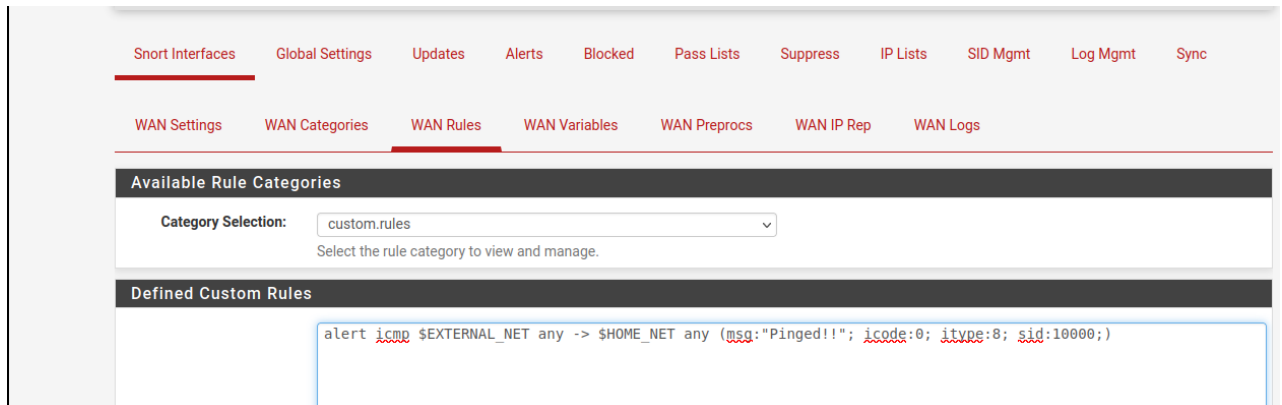 Snort Interfaces Global Settings Updates Alerts Blocked Pass Lists Suppress IP Lists SID Mgmt Log Mgmt Sync
WAN Settings WAN Categories WAN Rules WAN Variables WAN Preprocs WAN IP Rep WAN Logs
Available Rule Categories
Category Selection: custom.rules
Select the rule category to view and manage.
Defined Custom Rules
alert icmp $EXTERNAL_NET any -> $HOME_NET any (msg:"Pinged!!"; icode:0; itype:8; sid:10000;)